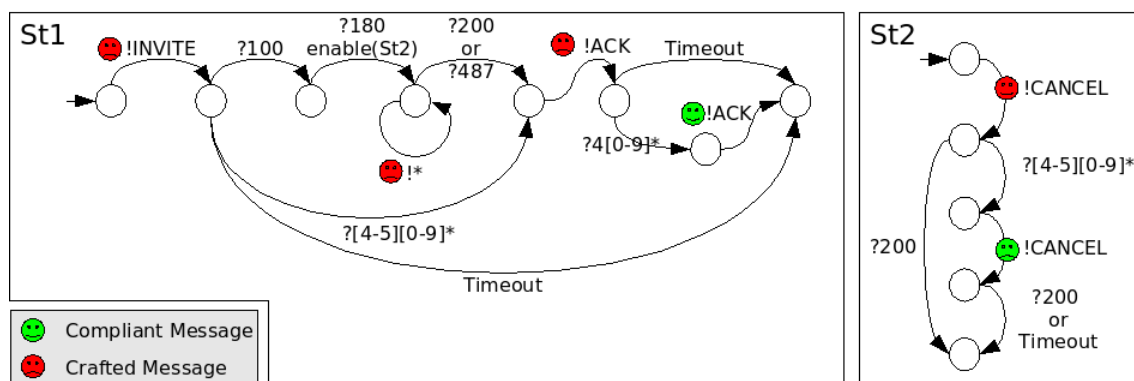 St1
!INVITE
?100
?180
enable(St2)
?200
or
?487
!ACK
Timeout
!ACK
?4[0-9]*
!*
?[4-5][0-9]*
Timeout
Compliant Message
Crafted Message
St2
!CANCEL
?[4-5][0-9]*
?200
!CANCEL
?200
or
Timeout